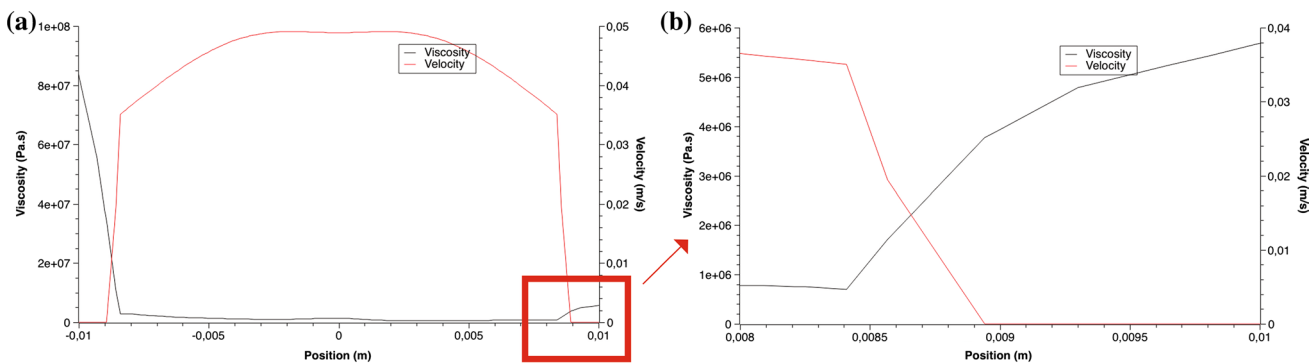 (a)
1e+08
8e+07
6e+07
4e+07
2e+07
0
Viscosity (Pa.s)
-0,01
-0,005
0
0,005
0,01
Position (m)
0,05
0,04
0,03
0,02
0,01
0
Velocity (m/s)
Viscosity
Velocity
(b)
6e+06
5e+06
4e+06
3e+06
2e+06
1e+06
0
Viscosity (Pa.s)
0,008
0,0085
0,009
0,0095
0,01
Position (m)
0,04
0,03
0,02
0,01
0
Velocity (m/s)
Viscosity
Velocity